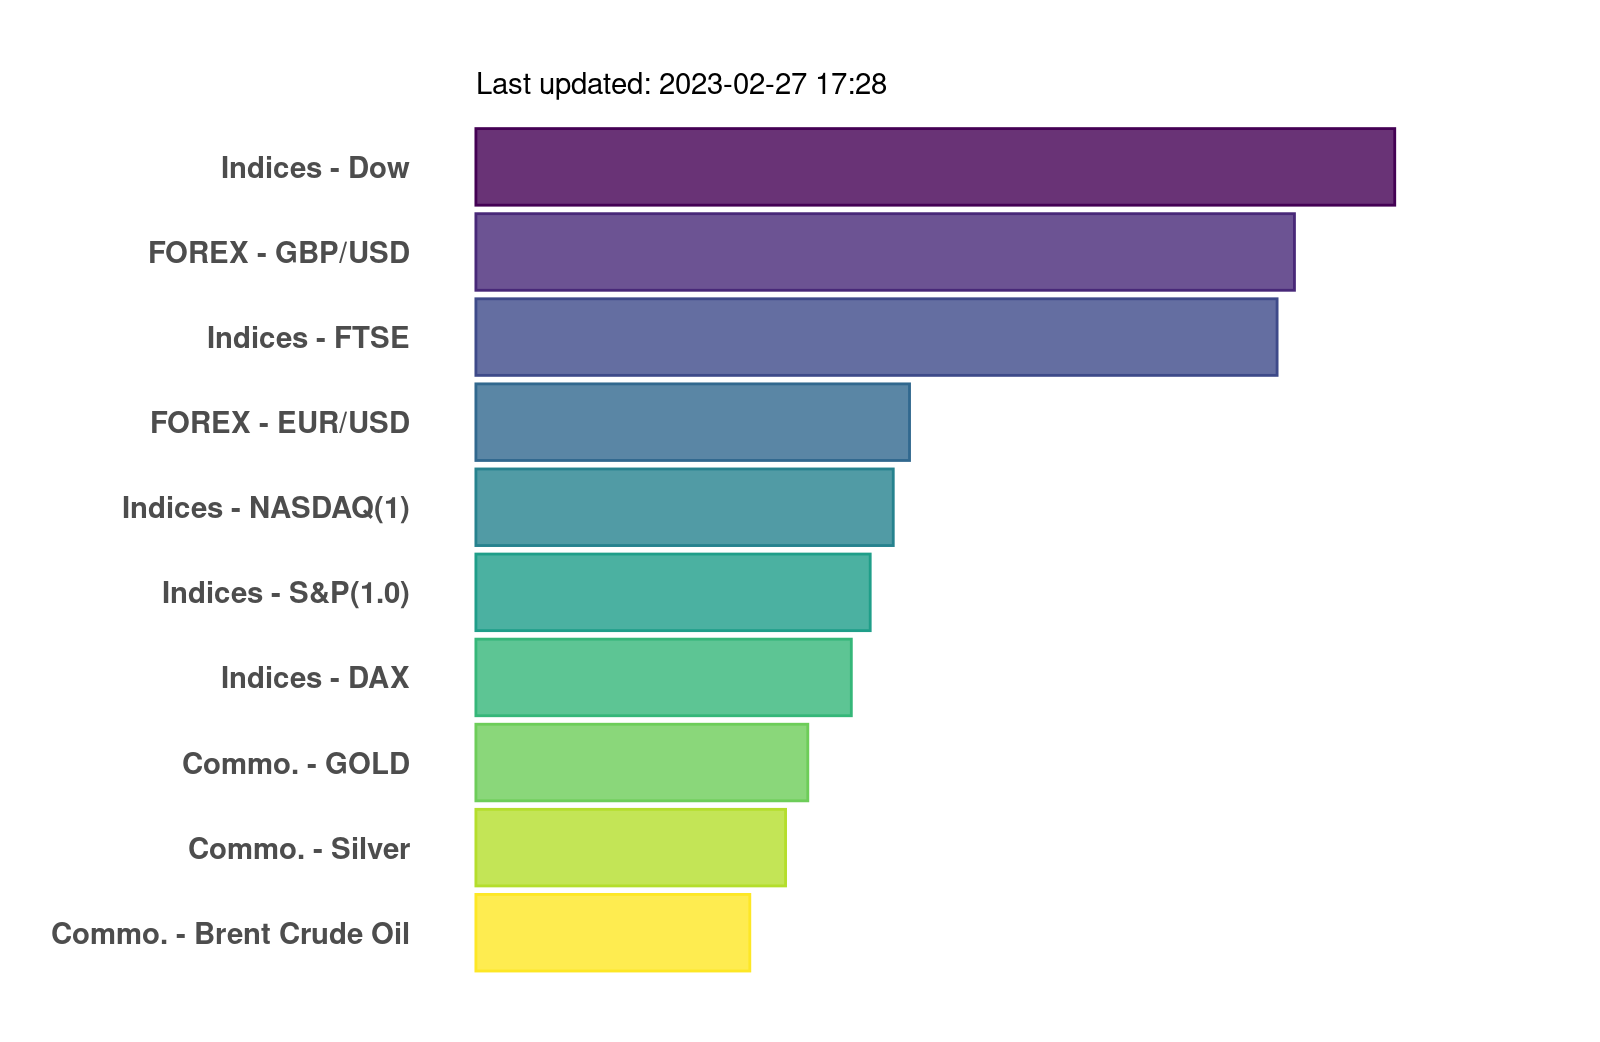 Last updated: 2023-02-27 17:28
Indices - Dow
FOREX - GBP/USD
Indices - FTSE
FOREX - EUR/USD
Indices - NASDAQ(1)
Indices - S&P(1.0)
Indices - DAX
Commo. - GOLD
Commo. - Silver
Commo. - Brent Crude Oil